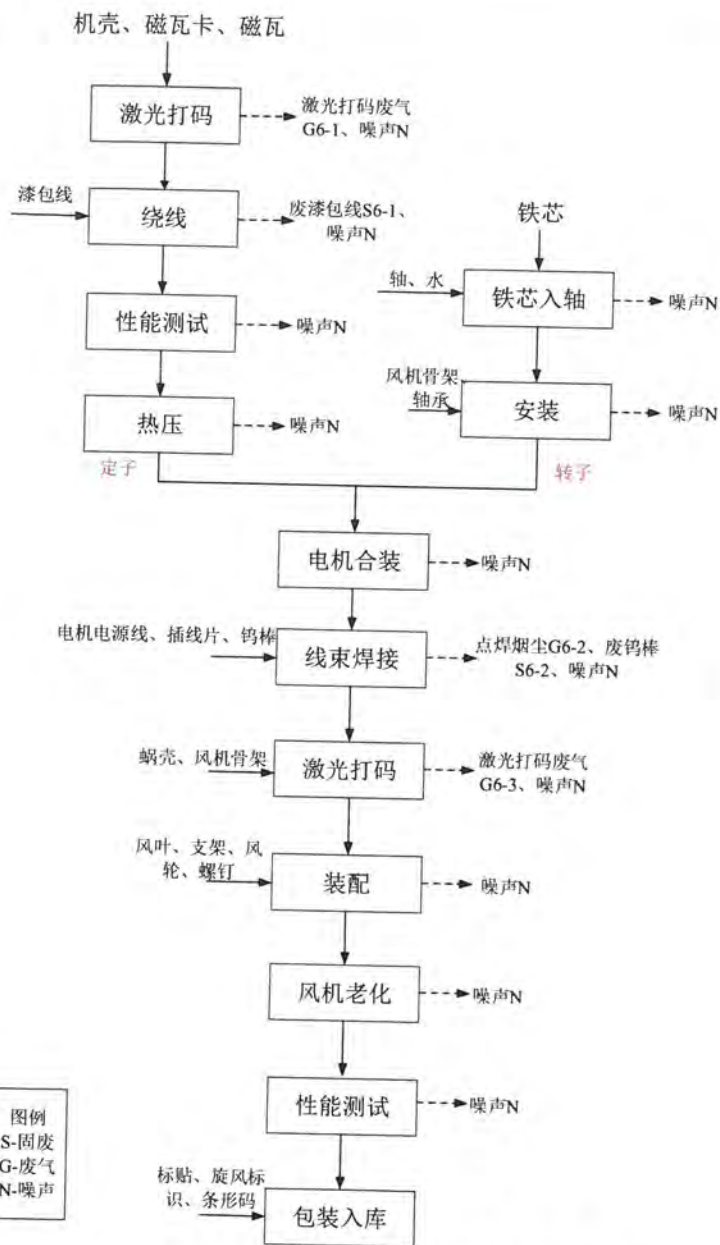 机壳、磁瓦卡、磁瓦
激光打码
激光打码废气
G6-1、噪声N
漆包线
绕线
废漆包线S6-1、
噪声N
铁芯
性能测试
噪声N
轴、水
铁芯入轴
噪声N
热压
噪声N
定子
风机骨架、
轴承
安装
噪声N
转子
电机合装
噪声N
电机电源线、插线片、钨棒
线束焊接
点焊烟尘G6-2、废钨棒
S6-2、噪声N
蜗壳、风机骨架
激光打码
激光打码废气
G6-3、噪声N
风叶、支架、风
轮、螺钉
装配
噪声N
风机老化
噪声N
性能测试
噪声N
标贴、旋风标
识、条形码
包装入库
图例
S-固废
G-废气
N-噪声